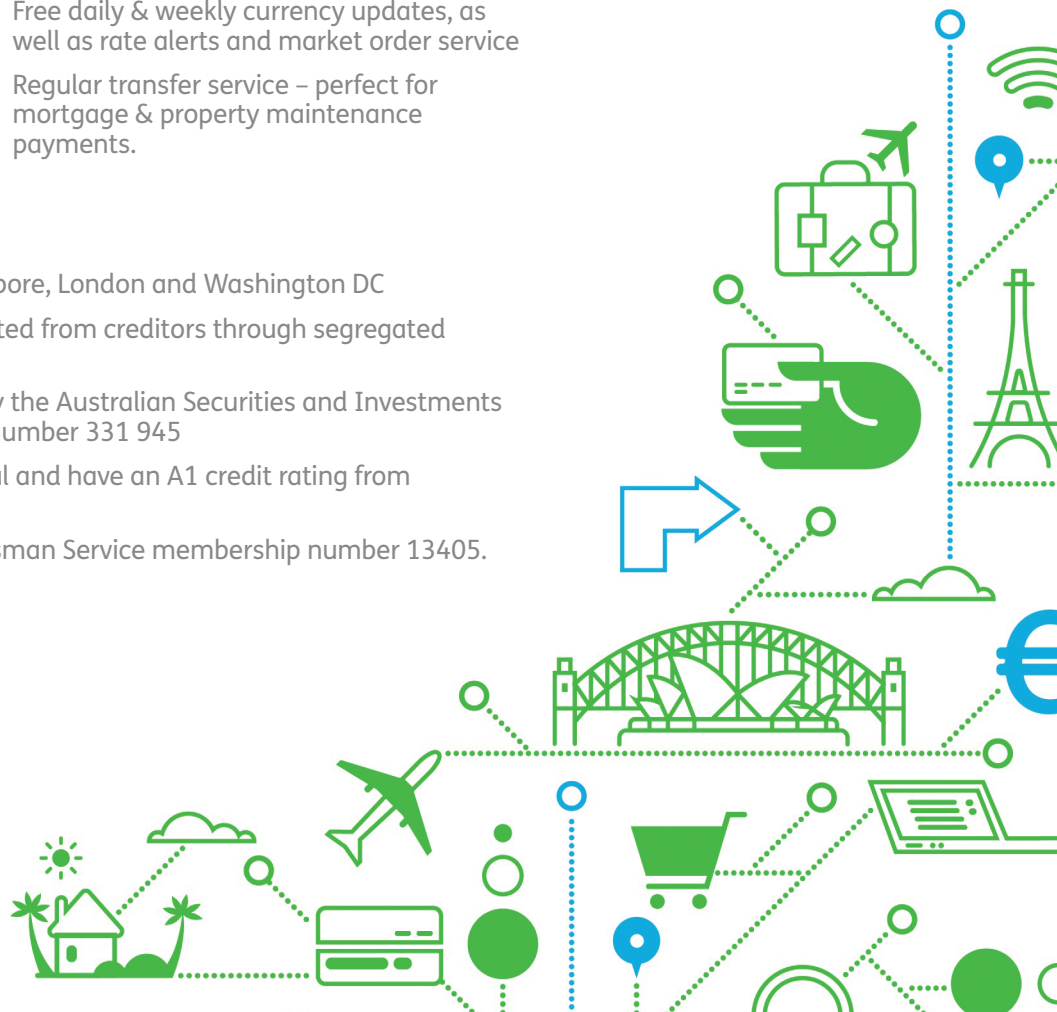 Free daily & weekly currency updates, as
well as rate alerts and market order service
Regular transfer service – perfect for
mortgage & property maintenance
payments.
pore, London and Washington DC
ted from creditors through segregated
y the Australian Securities and Investments
umber 331 945
l and have an A1 credit rating from
sman Service membership number 13405.